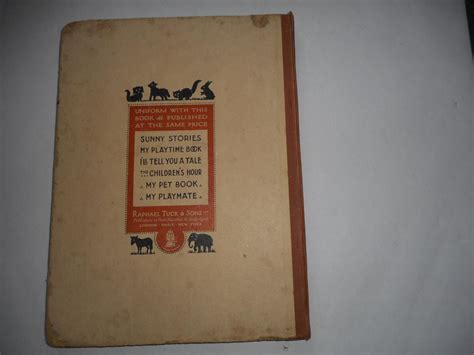 UNIFORM WITH THIS
BOOK & PUBLISHED
AT THE SAME PRICE
SUNNY STORIES
MY PLAYTIME BOOK
I'LL TELL YOU A TALE
THE CHILDREN'S HOUR
MY PET BOOK
MY PLAYMATE
RAPHAEL TUCK & SONS
LONDON · PARIS · NEW YORK